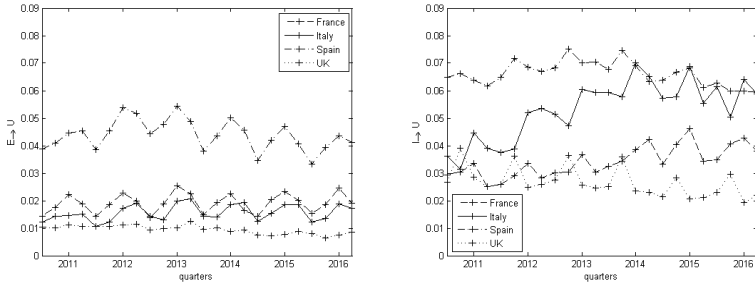 0.09
0.08
0.07
0.06
0.05
0.04
0.03
0.02
0.01
0
E→ U
2011
2012
2013
2014
2015
2016
quarters
France
Italy
Spain
UK
0.09
0.08
0.07
0.06
0.05
0.04
0.03
0.02
0.01
0
I→ U
2011
2012
2013
2014
2015
2016
quarters
France
Italy
Spain
UK